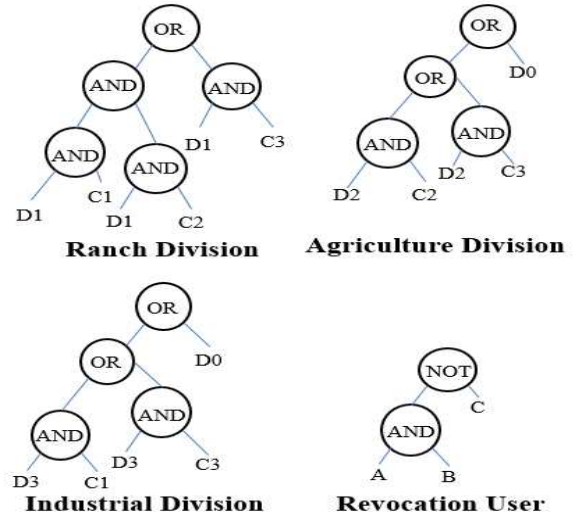 OR
AND
AND
AND
AND
D1
C3
D1
C1
D1
C2
Ranch Division
OR
OR
D0
AND
AND
D2
C2
D2
C3
Agriculture Division
OR
OR
D0
AND
AND
D3
C1
D3
C3
Industrial Division
NOT
AND
C
A
B
Revocation User